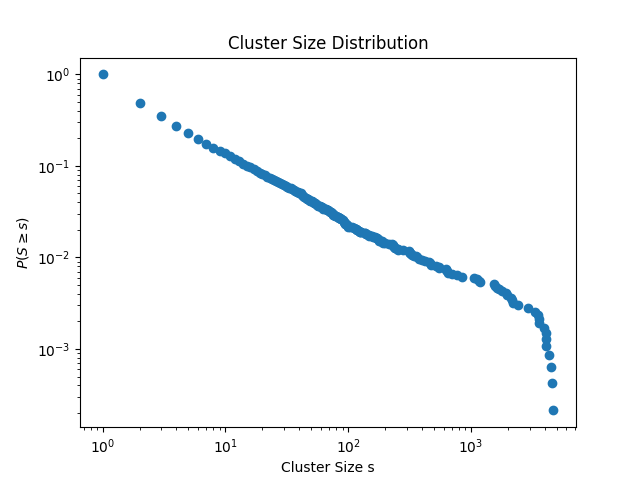 Cluster Size Distribution
10⁰
10⁻¹
10⁻²
10⁻³
P(S ≥ s)
10⁰ 10¹ 10² 10³
Cluster Size s